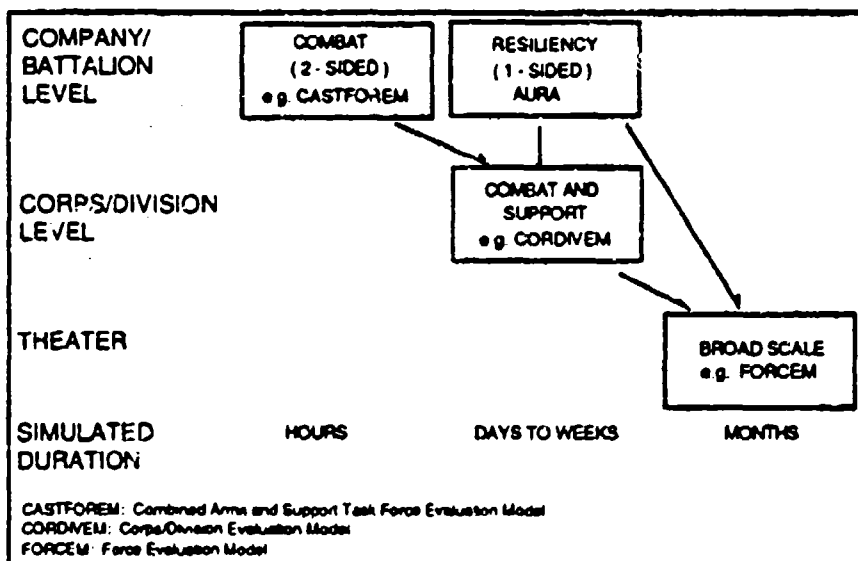 COMPANY/
BATTALION
LEVEL
COMBAT
(2 - SIDED)
e.g. CASTFOREM
RESILIENCY
(1 - SIDED)
AURA
CORPS/DIVISION
LEVEL
COMBAT AND
SUPPORT
e.g. CORDIVEM
THEATER
BROAD SCALE
e.g. FORCEM
SIMULATED
DURATION
HOURS
DAYS TO WEEKS
MONTHS
CASTFOREM: Combined Arms and Support Task Force Evaluation Model
CORDIVEM: Corps/Division Evaluation Model
FORCEM: Force Evaluation Model